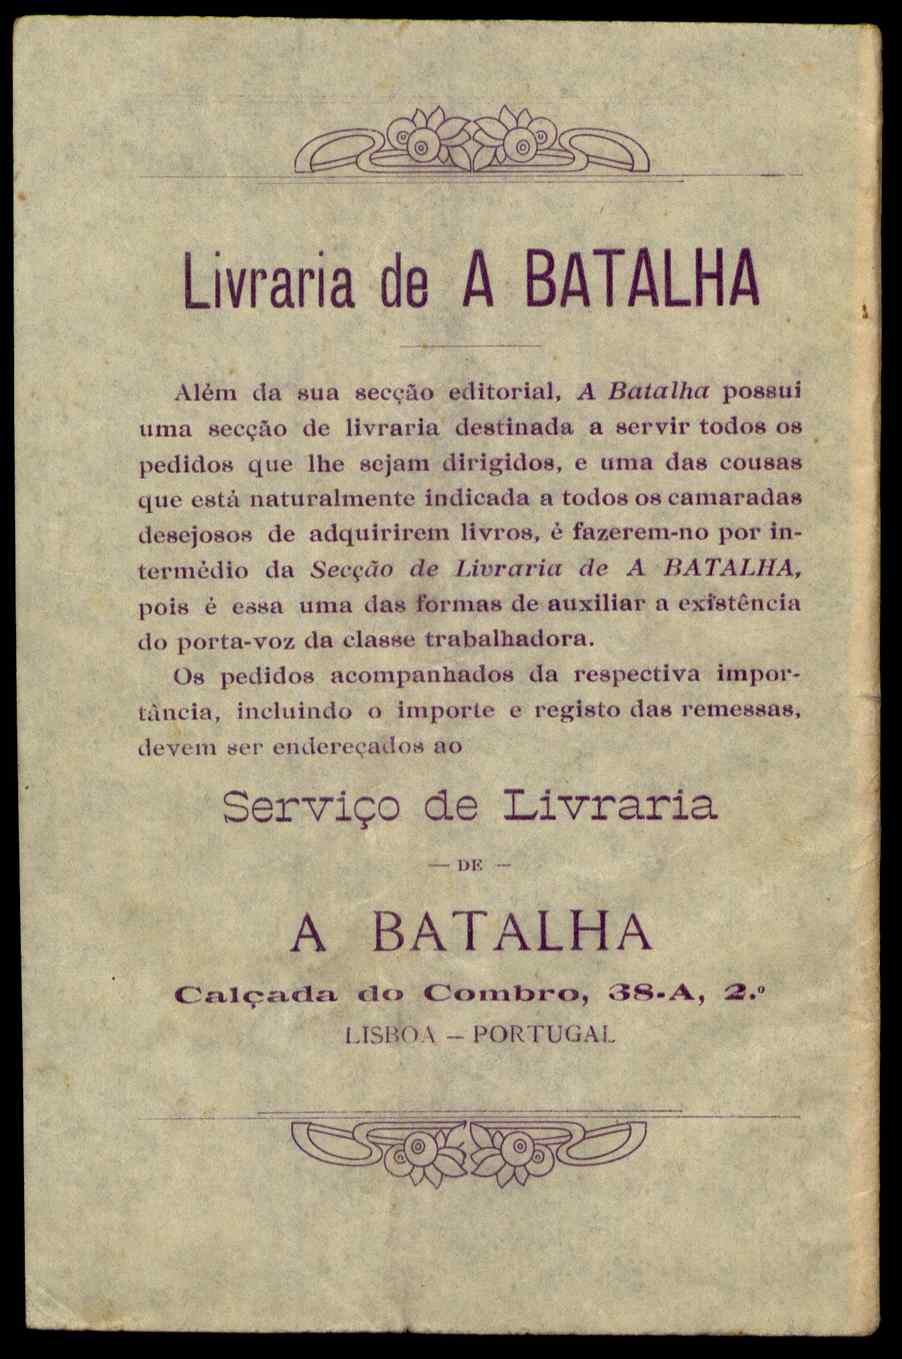 Livraria de A BATALHA
Além da sua secção editorial, A Batalha possui
uma secção de livraria destinada a servir todos os
pedidos que lhe sejam dirigidos, e uma das cousas
que está naturalmente indicada a todos os camaradas
desejosos de adquirirem livros, é fazerem-no por in-
termédio da Secção de Livraria de A BATALHA,
pois é essa uma das formas de auxiliar a existência
do porta-voz da classe trabalhadora.
Os pedidos acompanhados da respectiva impor-
tância, incluindo o importe e registo das remessas,
devem ser endereçados ao
Serviço de Livraria
— DE —
A BATALHA
Calçada do Combro, 38-A, 2.º
LISBOA — PORTUGAL